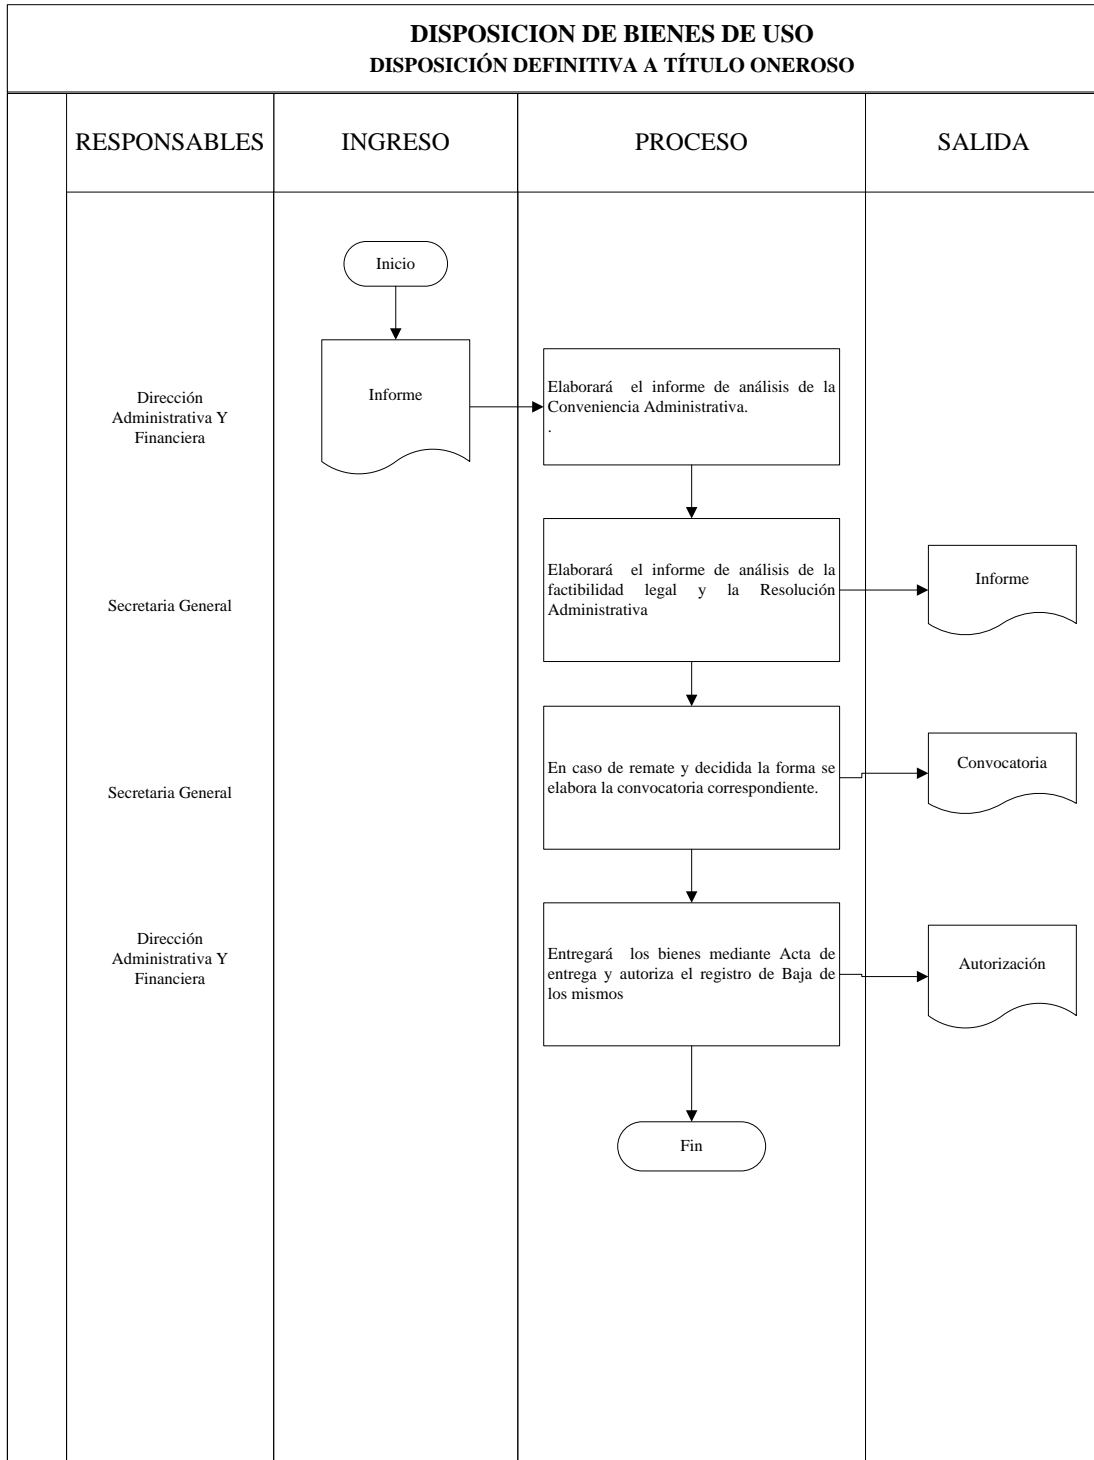 DISPOSICION DE BIENES DE USO
DISPOSICIÓN DEFINITIVA A TÍTULO ONEROSO
RESPONSABLES
INGRESO
PROCESO
SALIDA
Inicio
Dirección
Administrativa Y
Financiera
Informe
Elaborará el informe de análisis de la
Conveniencia Administrativa.
.
Secretaria General
Elaborará el informe de análisis de la
factibilidad legal y la Resolución
Administrativa
Informe
Secretaria General
En caso de remate y decidida la forma se
elabora la convocatoria correspondiente.
Convocatoria
Dirección
Administrativa Y
Financiera
Entregará los bienes mediante Acta de
entrega y autoriza el registro de Baja de
los mismos
Autorización
Fin